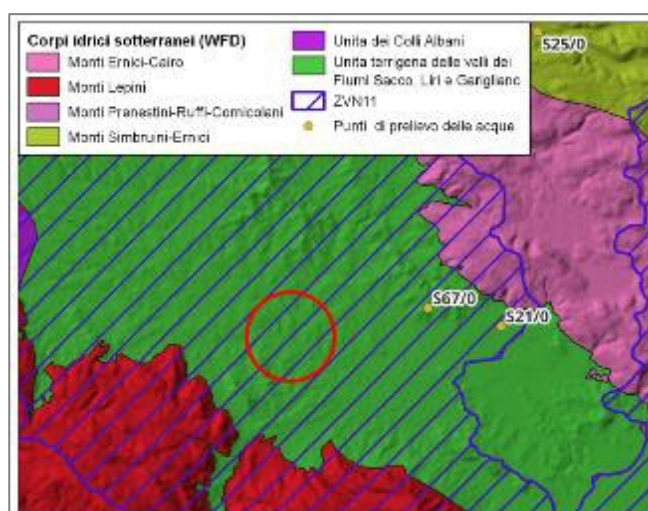 Corpi idrici sotterranei (WFD)
Monti Ernici-Cairo
Monti Lepini
Monti Prenestini-Ruffi-Cornicolani
Monti Simbruini-Ernici
Unita dei Colli Albani
Unita terrigena delle valli dei
Fiumi Sacco, Liri e Garigliano
ZVN11
Punti di prelievo delle acque
S25/0
S67/0
S21/0